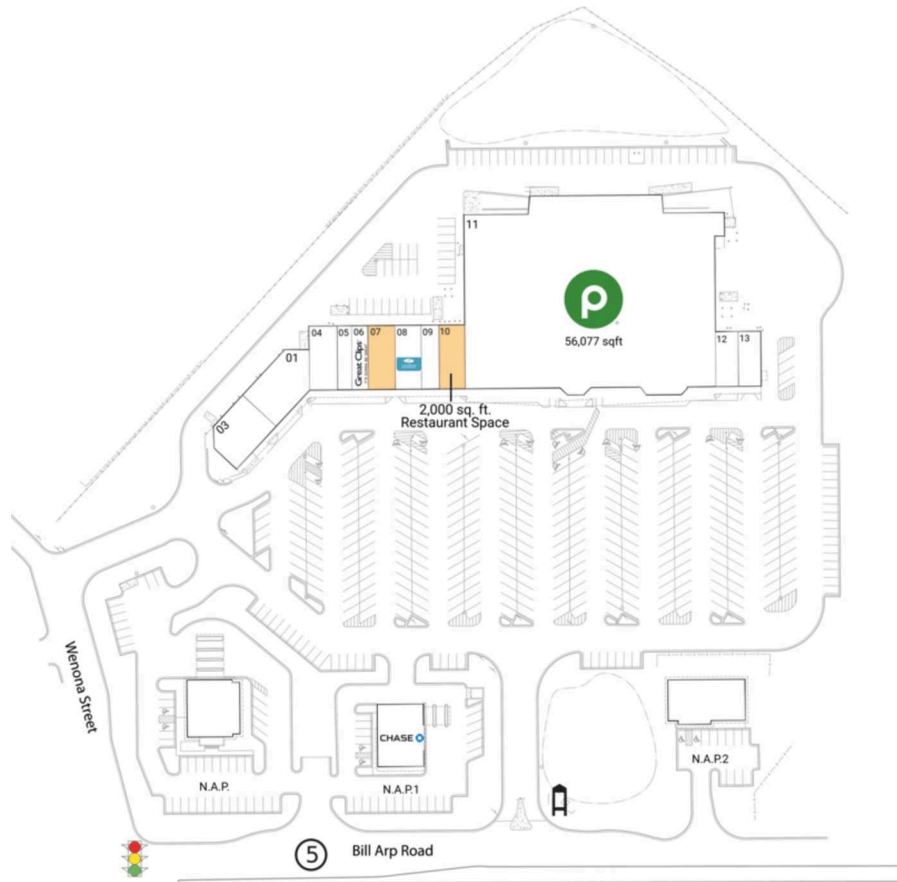 11
p
56,077 sqft
04
05
06
07
08
09
10
12
13
01
Great Clips
03
2,000 sq. ft.
Restaurant Space
Wenona Street
CHASE
N.A.P.
N.A.P.1
N.A.P.2
5
Bill Arp Road